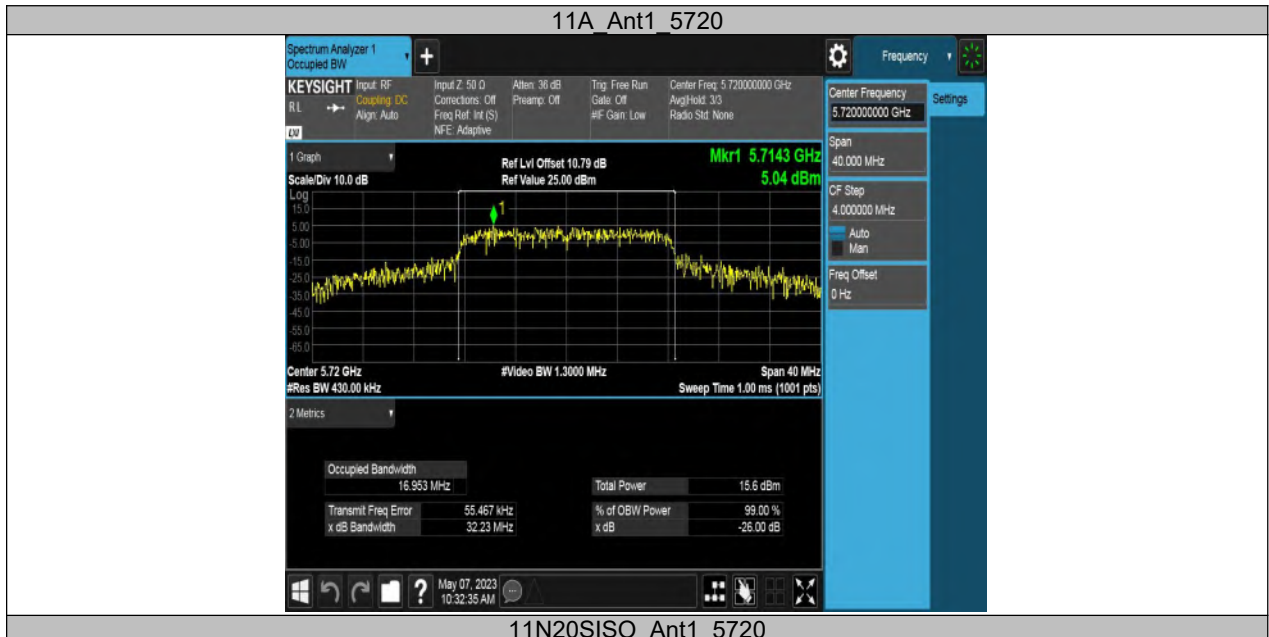 11A_Ant1_5720
Spectrum Analyzer 1
Occupied BW
+
Frequency
KEYSIGHT
RL
Input: RF
Coupling: DC
Align: Auto
Input Z: 50 Ω
Corrections: Off
Freq Ref: Int (S)
NFE: Adaptive
Atten: 36 dB
Preamp: Off
Trig: Free Run
Gate: Off
#IF Gain: Low
Center Freq: 5.720000000 GHz
Avg|Hold: 3/3
Radio Std: None
Center Frequency
5.720000000 GHz
Settings
Span
40.000 MHz
CF Step
4.000000 MHz
Auto
Man
Freq Offset
0 Hz
1 Graph
Ref Lvl Offset 10.79 dB
Mkr1 5.7143 GHz
Scale/Div 10.0 dB
Ref Value 25.00 dBm
5.04 dBm
Log
15.0
5.00
-5.00
-15.0
-25.0
-35.0
-45.0
-55.0
-65.0
1
Center 5.72 GHz
#Video BW 1.3000 MHz
Span 40 MHz
#Res BW 430.00 kHz
Sweep Time 1.00 ms (1001 pts)
2 Metrics
Occupied Bandwidth
16.953 MHz
Total Power 15.6 dBm
Transmit Freq Error 55.467 kHz
% of OBW Power 99.00 %
x dB Bandwidth 32.23 MHz
x dB -26.00 dB
?
May 07, 2023
10:32:35 AM
11N20SISO_Ant1_5720